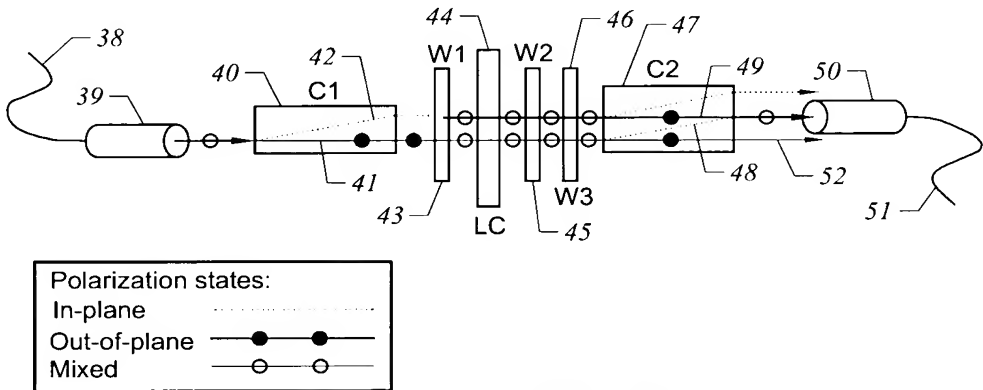 38
39
40
C1
42
41
W1
44
W2
46
47
C2
49
50
43
LC
45
W3
48
52
51
Polarization states:
In-plane
Out-of-plane
Mixed